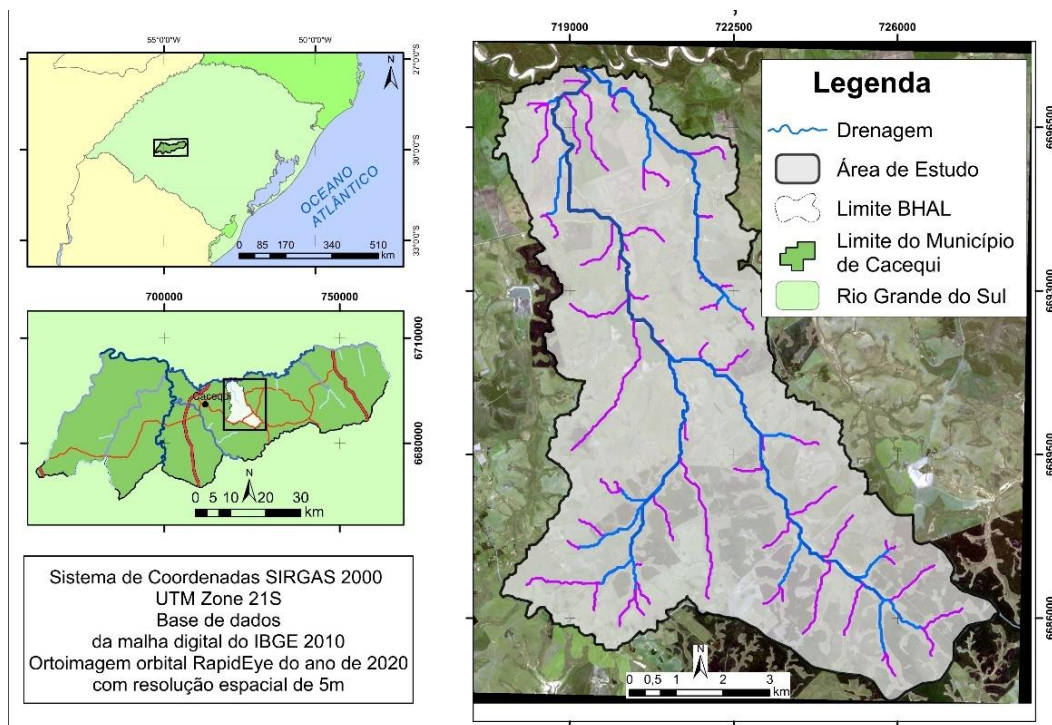 55°0'0"W
50°0'0"W
27°0'0"S
30°0'0"S
33°0'0"S
N
OCEANO
ATLÂNTICO
0 85 170 340 510
km
700000
750000
6710000
6680000
Cacequi
N
0 5 10 20 30
km
Sistema de Coordenadas SIRGAS 2000
UTM Zone 21S
Base de dados
da malha digital do IBGE 2010
Ortoimagem orbital RapidEye do ano de 2020
com resolução espacial de 5m
719000
722500
726000
6696500
6693000
6689500
6686000
Legenda
Drenagem
Área de Estudo
Limite BHAL
Limite do Município
de Cacequi
Rio Grande do Sul
N
0 0,5 1 2 3
km